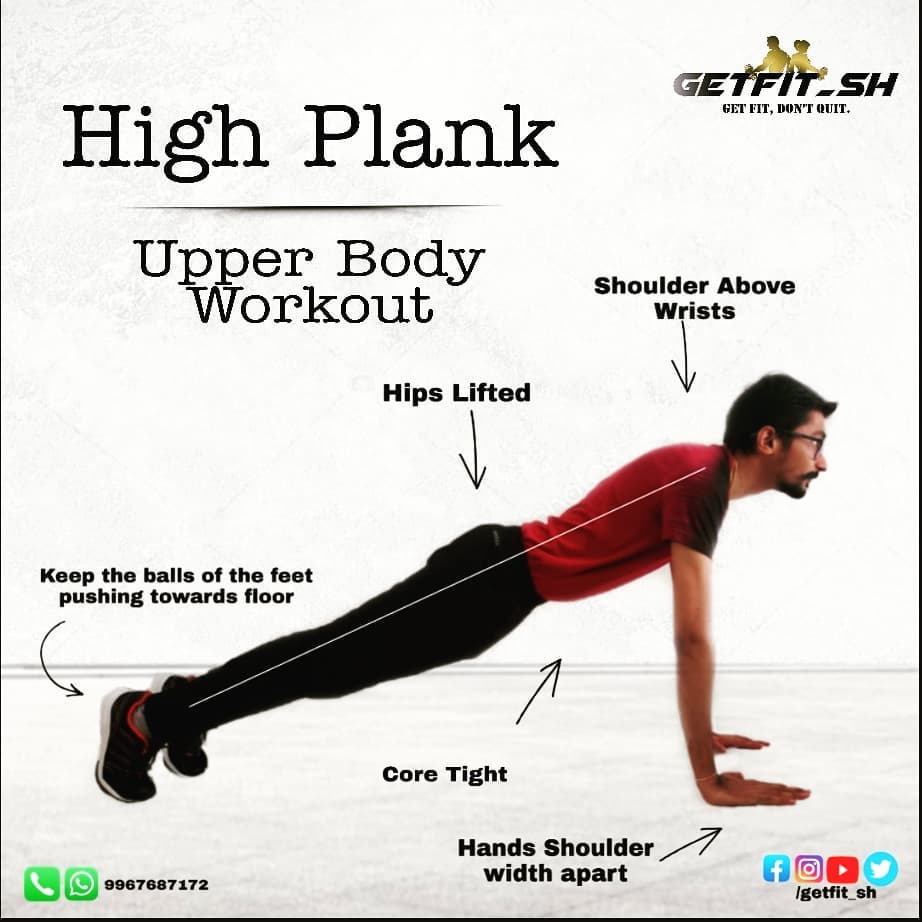 GETFIT_SH
GET FIT, DON'T QUIT.
High Plank
Upper Body
Workout
Shoulder Above
Wrists
Hips Lifted
Keep the balls of the feet
pushing towards floor
Core Tight
Hands Shoulder
width apart
9967687172
/getfit_sh